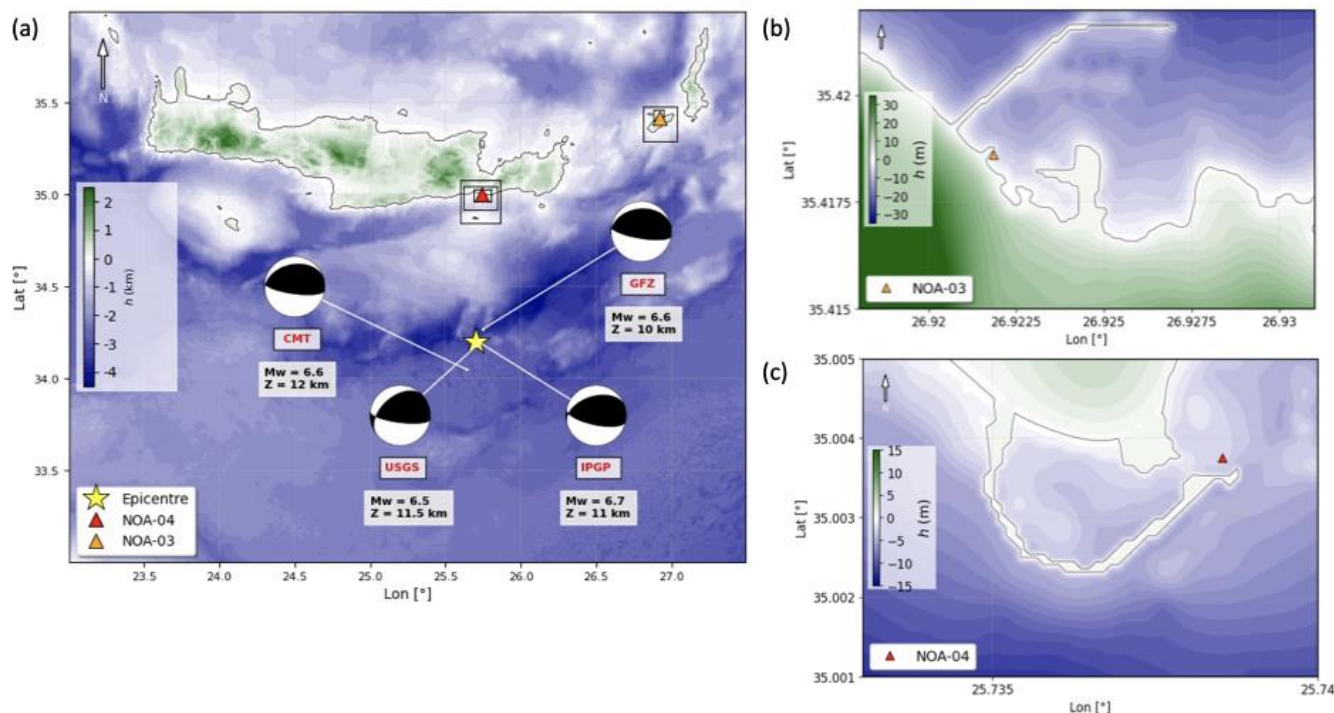 (a)
N
35.5
35.0
34.5
34.0
33.5
Lat [°]
2
1
0
−1
−2
−3
−4
h (km)
GFZ
Mw = 6.6
Z = 10 km
CMT
Mw = 6.6
Z = 12 km
USGS
Mw = 6.5
Z = 11.5 km
IPGP
Mw = 6.7
Z = 11 km
Epicentre
NOA-04
NOA-03
23.5 24.0 24.5 25.0 25.5 26.0 26.5 27.0
Lon [°]
(b)
35.42
35.4175
35.415
Lat [°]
30
20
10
0
−10
−20
−30
h (m)
NOA-03
26.92 26.9225 26.925 26.9275 26.93
Lon [°]
(c)
35.005
35.004
35.003
35.002
35.001
Lat [°]
N
15
10
5
0
−5
−10
−15
h (m)
NOA-04
25.735 25.74
Lon [°]